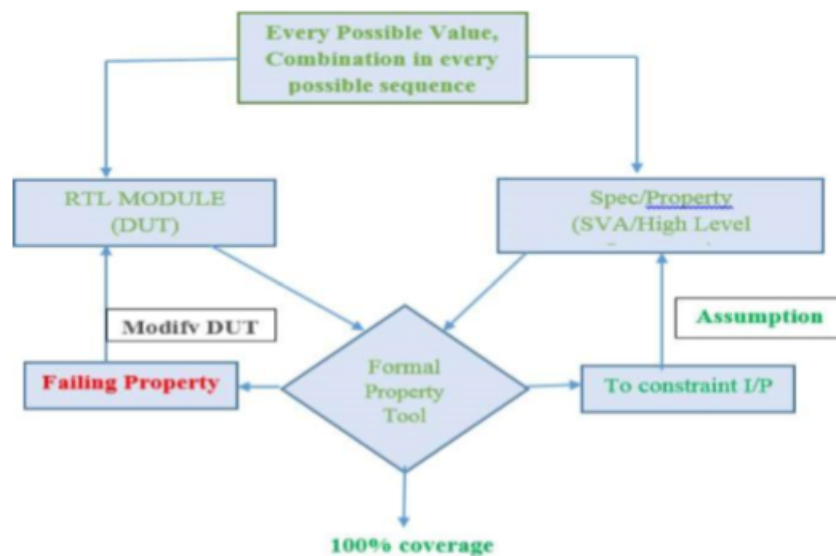 Every Possible Value,
Combination in every
possible sequence
RTL MODULE
(DUT)
Spec/Property
(SVA/High Level
Modify DUT
Assumption
Failing Property
Formal
Property
Tool
To constraint I/P
100% coverage